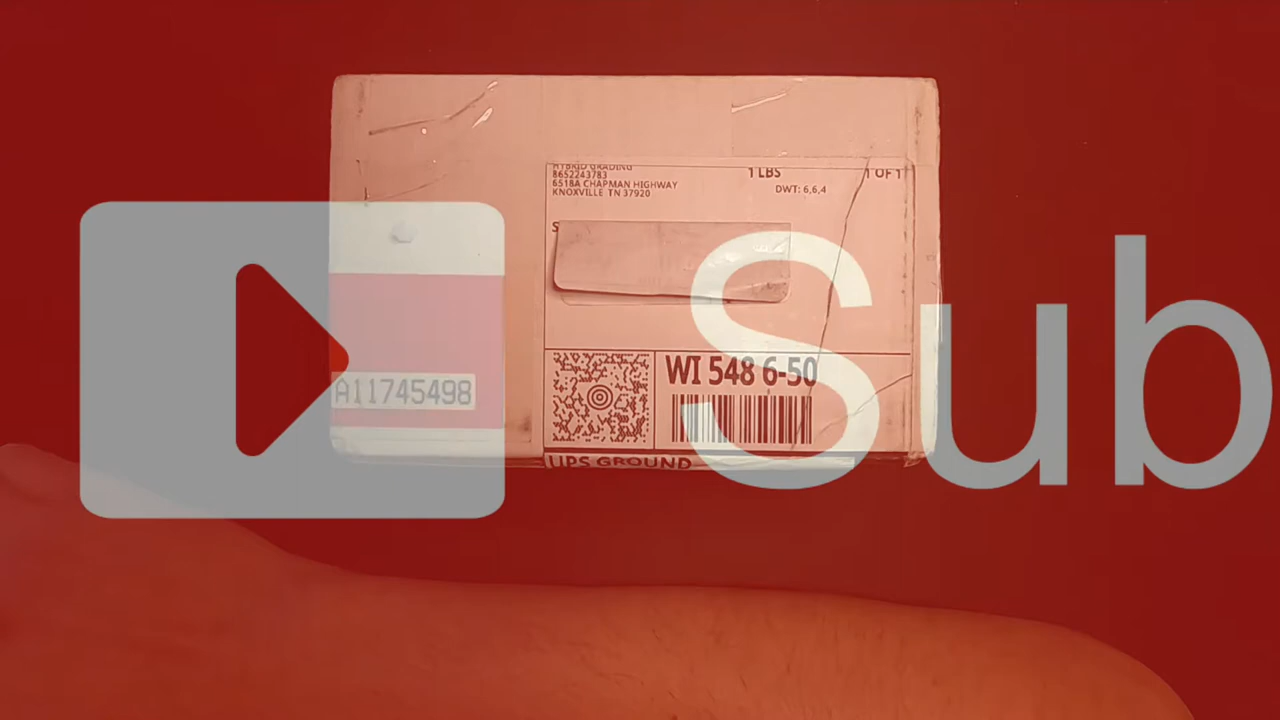 HYBRID GRADING
8652243783
6518A CHAPMAN HIGHWAY
KNOXVILLE TN 37920
1 LBS
1 OF 1
DWT: 6,6,4
S
A11745498
WI 548 6-50
UPS GROUND
Sub